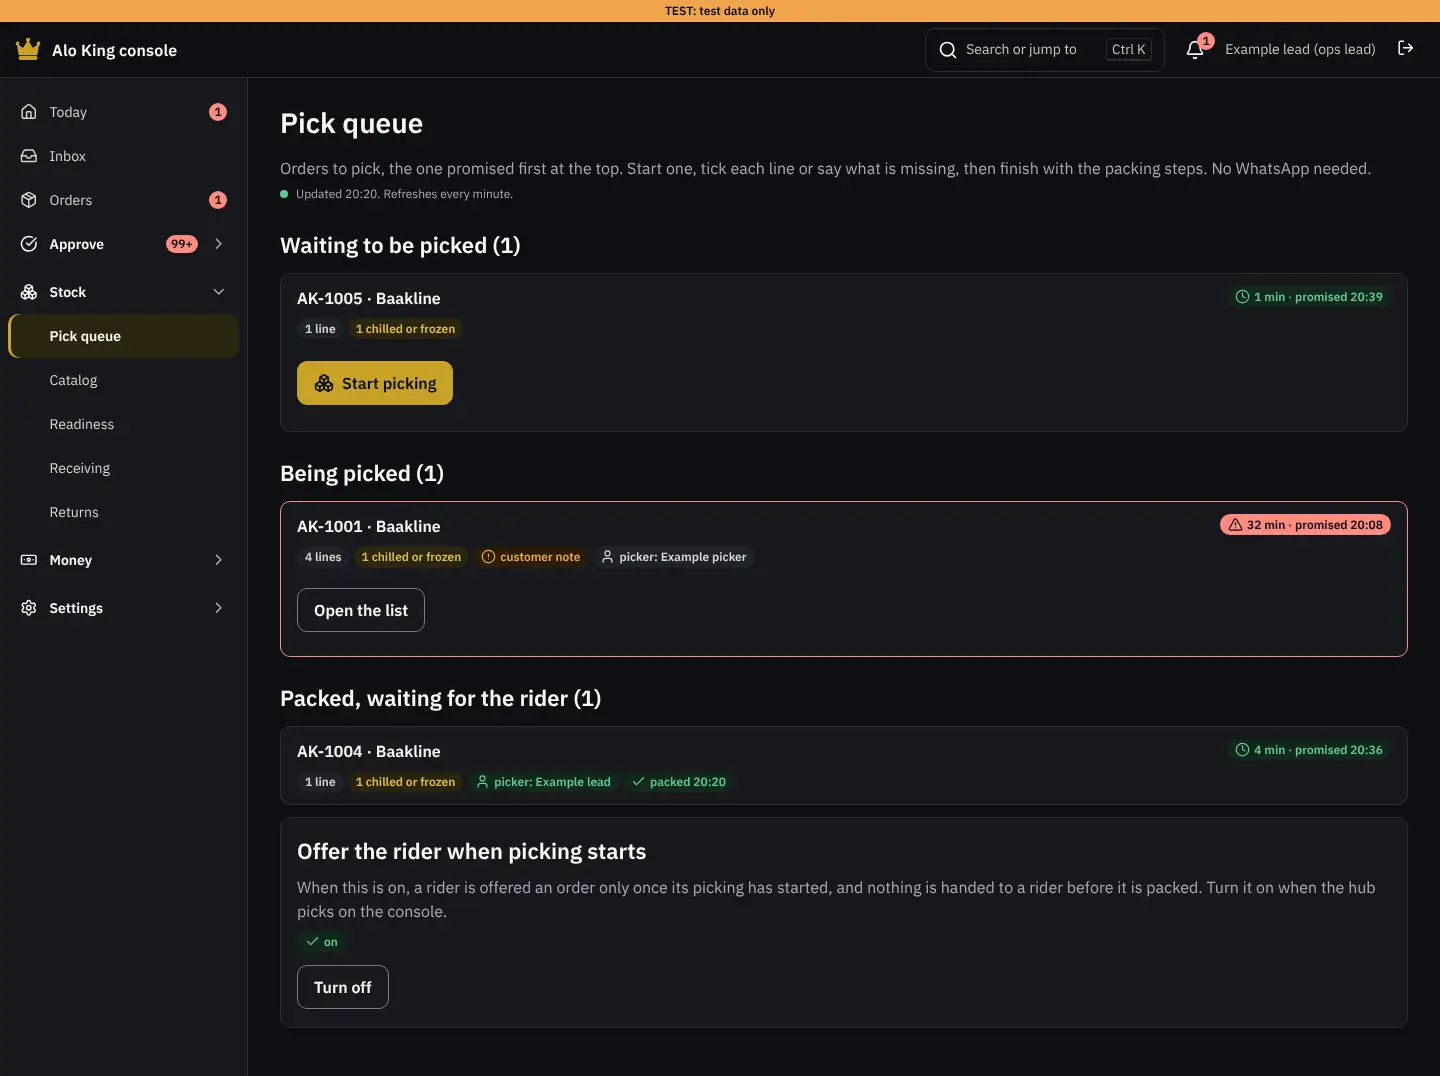 TEST: test data only
Alo King console
Search or jump to
Ctrl K
1
Example lead (ops lead)
Today
1
Inbox
Orders
1
Approve
99+
Stock
Pick queue
Catalog
Readiness
Receiving
Returns
Money
Settings
Pick queue
Orders to pick, the one promised first at the top. Start one, tick each line or say what is missing, then finish with the packing steps. No WhatsApp needed.
Updated 20:20. Refreshes every minute.
Waiting to be picked (1)
AK-1005 · Baakline
1 min · promised 20:39
1 line
1 chilled or frozen
Start picking
Being picked (1)
AK-1001 · Baakline
32 min · promised 20:08
4 lines
1 chilled or frozen
customer note
picker: Example picker
Open the list
Packed, waiting for the rider (1)
AK-1004 · Baakline
4 min · promised 20:36
1 line
1 chilled or frozen
picker: Example lead
packed 20:20
Offer the rider when picking starts
When this is on, a rider is offered an order only once its picking has started, and nothing is handed to a rider before it is packed. Turn it on when the hub
picks on the console.
on
Turn off